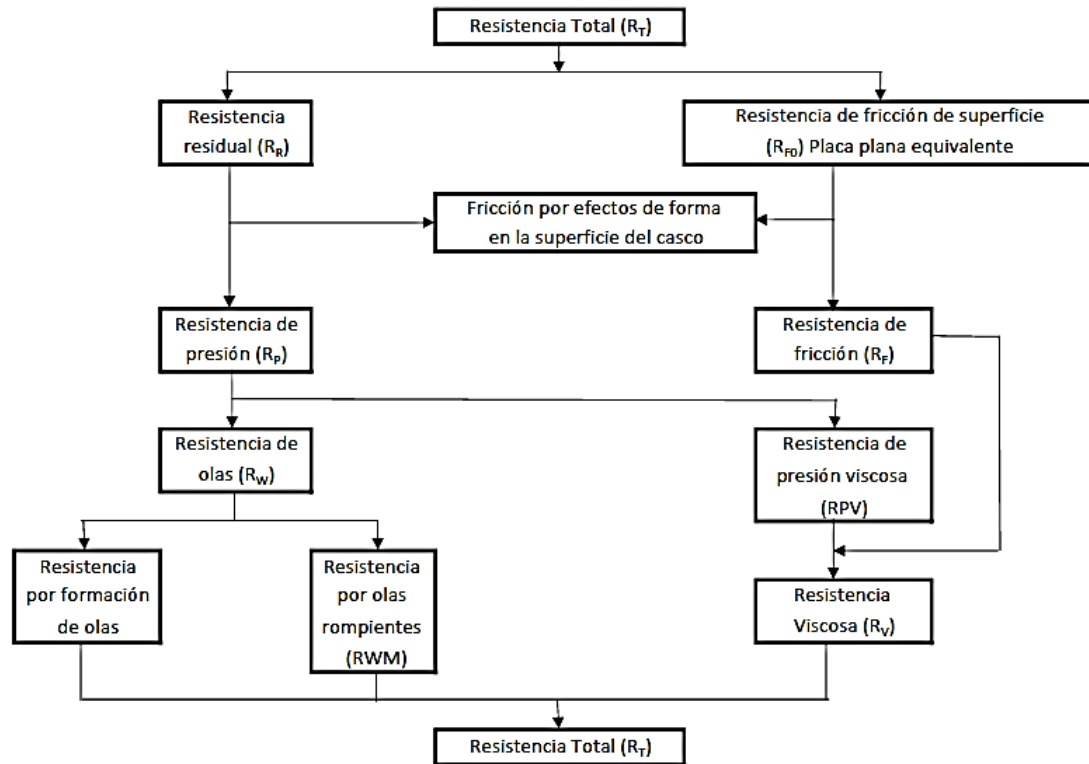 Resistencia Total (R_T)
Resistencia
residual (R_R)
Resistencia de fricción de superficie
(R_F0) Placa plana equivalente
Fricción por efectos de forma
en la superficie del casco
Resistencia de
presión (R_P)
Resistencia de
fricción (R_F)
Resistencia de
olas (R_W)
Resistencia de
presión viscosa
(RPV)
Resistencia
por formación
de olas
Resistencia
por olas
rompientes
(RWM)
Resistencia
Viscosa (R_V)
Resistencia Total (R_T)